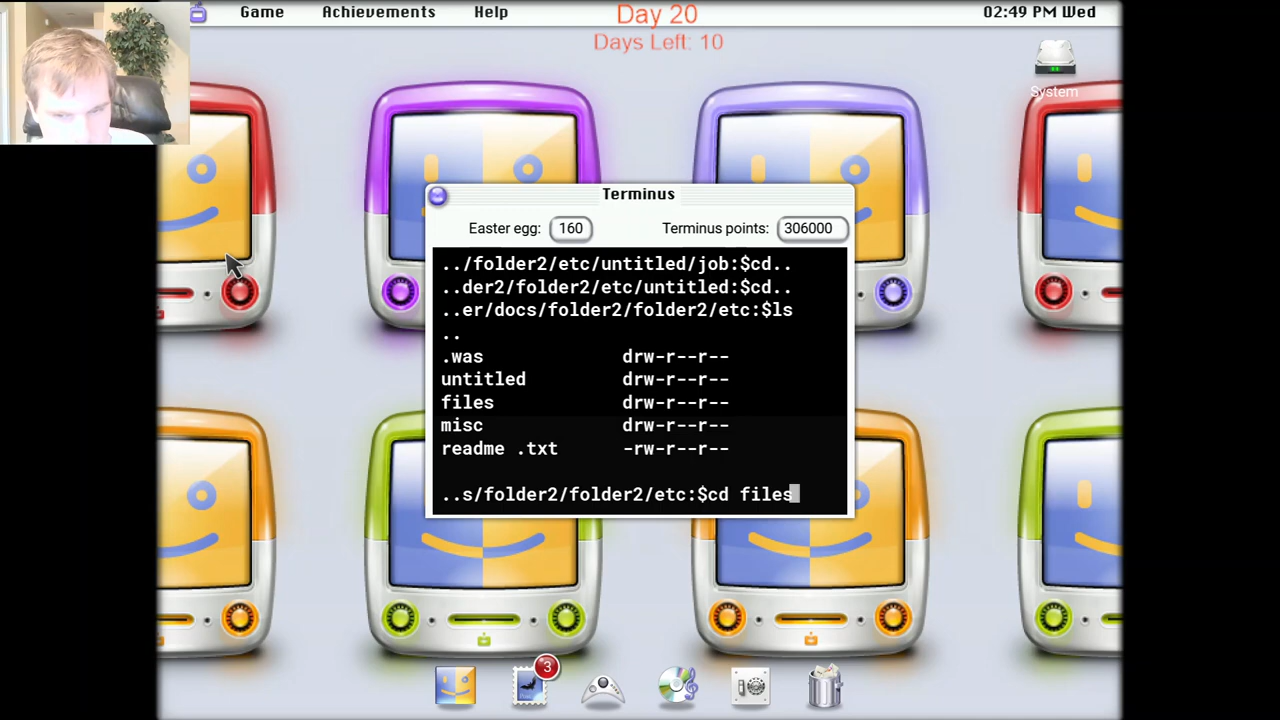 Game Achievements Help
Day 20
Days Left: 10
02:49 PM Wed
System
Terminus
Easter egg: 160 Terminus points: 306000
../folder2/etc/untitled/job:$cd..
..der2/folder2/etc/untitled:$cd..
..er/docs/folder2/folder2/etc:$ls
..
.was drw-r--r--
untitled drw-r--r--
files drw-r--r--
misc drw-r--r--
readme .txt -rw-r--r--
..s/folder2/folder2/etc:$cd files
3